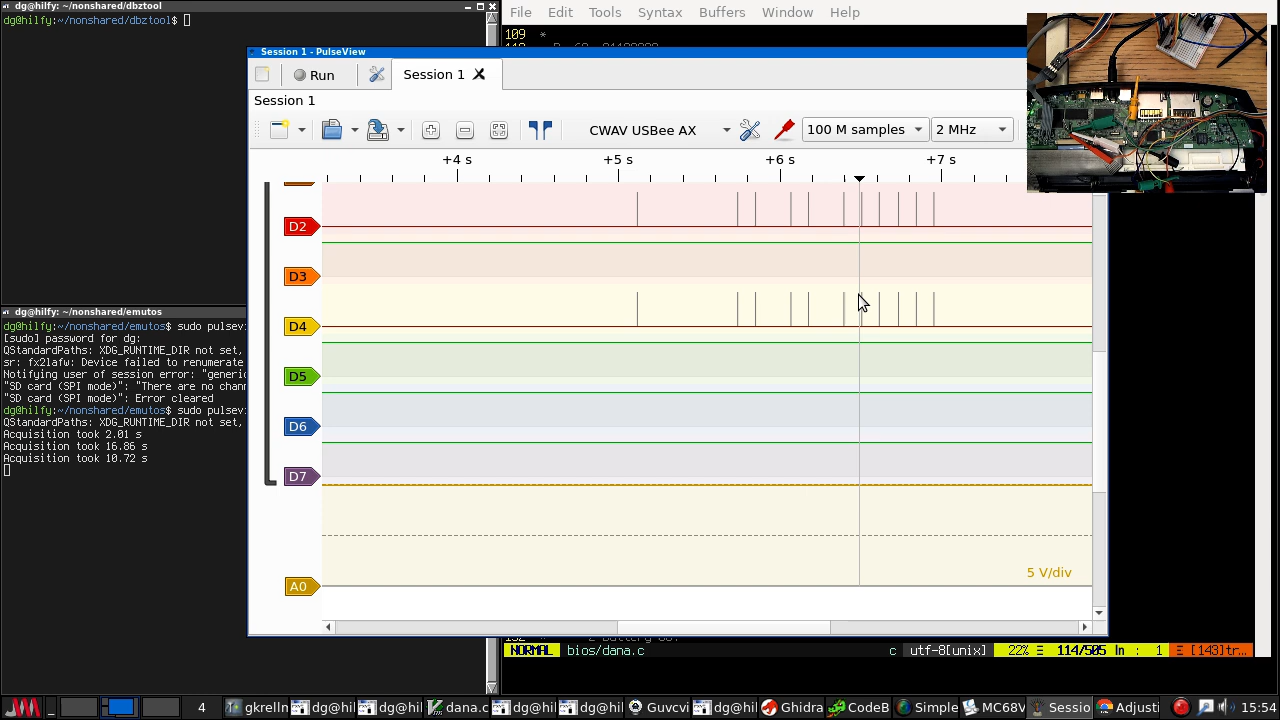 dg@hilfy: ~/nonshared/dbztool
dg@hilfy:~/nonshared/dbztool$
File Edit Tools Syntax Buffers Window Help
109 *
Session 1 - PulseView
Run
Session 1
Session 1
CWAV USBee AX
100 M samples
2 MHz
+4 s +5 s +6 s +7 s
D2
D3
D4
D5
D6
D7
A0
5 V/div
dg@hilfy: ~/nonshared/emutos
dg@hilfy:~/nonshared/emutos$ sudo pulsev
[sudo] password for dg:
QStandardPaths: XDG_RUNTIME_DIR not set,
sr: fx2lafw: Device failed to renumerate
Notifying user of session error: "generic
"SD card (SPI mode)": "There are no chann
"SD card (SPI mode)": Error cleared
dg@hilfy:~/nonshared/emutos$ sudo pulsev
QStandardPaths: XDG_RUNTIME_DIR not set,
Acquisition took 2.01 s
Acquisition took 16.86 s
Acquisition took 10.72 s
NORMAL bios/dana.c c utf-8[unix] 22% Ξ 114/505 ln : 1 Ξ [143]tr…
4 gkrelln dg@hil dg@hil dana.c dg@hil dg@hil Guvcvi dg@hil Ghidra CodeB Simple MC68V Sessio Adjusti 15:54